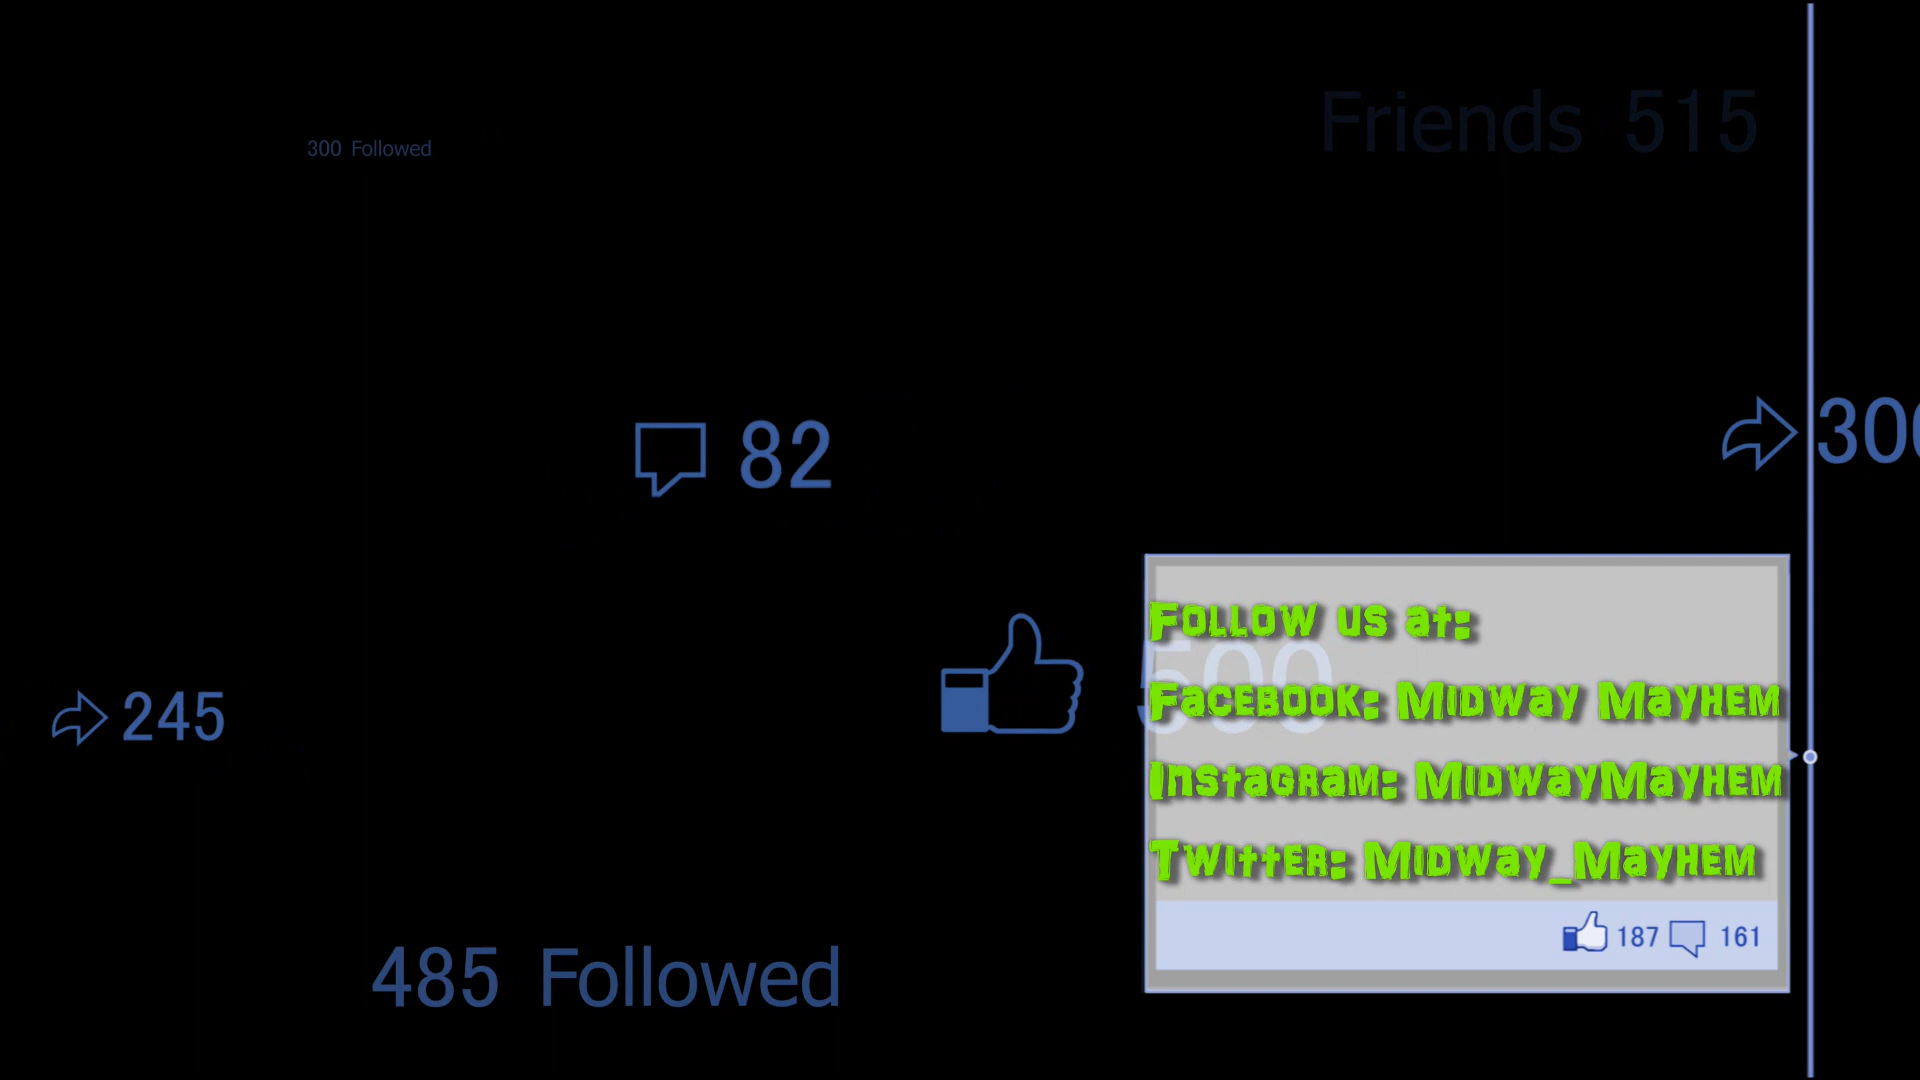 Friends 515
300 Followed
82
300
Follow us at:
500
Facebook: Midway Mayhem
245
Instagram: MidwayMayhem
Twitter: Midway_Mayhem
187 161
485 Followed